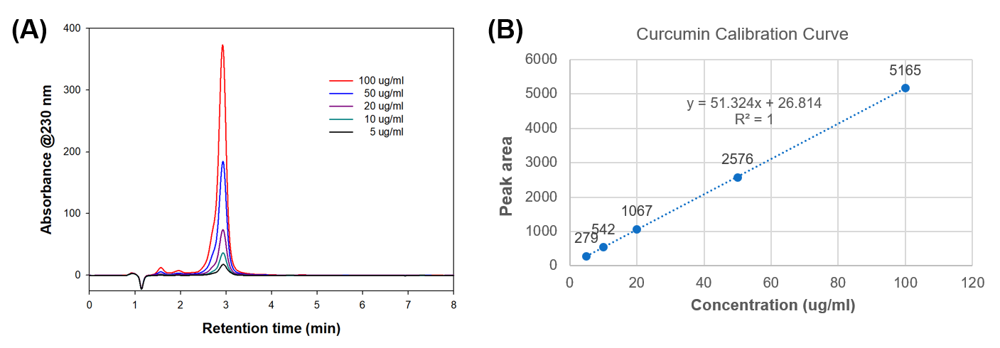 (A)
400
300
200
100
0
Absorbance @230 nm
100 ug/ml
50 ug/ml
20 ug/ml
10 ug/ml
5 ug/ml
0 1 2 3 4 5 6 7 8
Retention time (min)
(B)
Curcumin Calibration Curve
6000
5000
4000
3000
2000
1000
0
Peak area
5165
y = 51.324x + 26.814
R² = 1
2576
1067
542
279
0 20 40 60 80 100 120
Concentration (ug/ml)